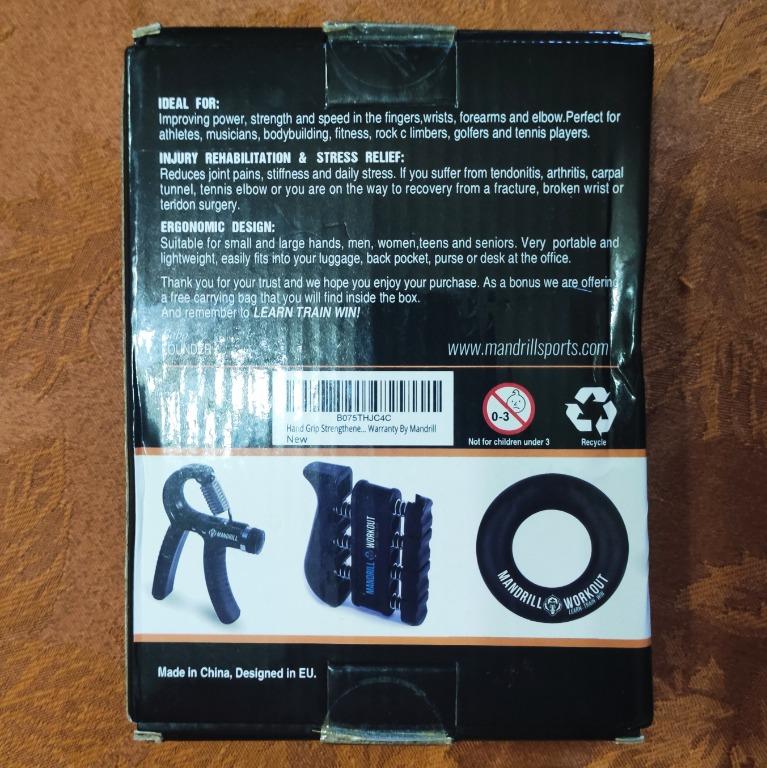 IDEAL FOR:
Improving power, strength and speed in the fingers,wrists, forearms and elbow.Perfect for
athletes, musicians, bodybuilding, fitness, rock c limbers, golfers and tennis players.
INJURY REHABILITATION & STRESS RELIEF:
Reduces joint pains, stiffness and daily stress. If you suffer from tendonitis, arthritis, carpal
tunnel, tennis elbow or you are on the way to recovery from a fracture, broken wrist or
tendon surgery.
ERGONOMIC DESIGN:
Suitable for small and large hands, men, women,teens and seniors. Very portable and
lightweight, easily fits into your luggage, back pocket, purse or desk at the office.
Thank you for your trust and we hope you enjoy your purchase. As a bonus we are offering
a free carrying bag that you will find inside the box.
And remember to LEARN TRAIN WIN!
FOUNDER
www.mandrillsports.com
B075THJC4C
Hand Grip Strengthene... Warranty By Mandrill
New
0-3
Not for children under 3
Recycle
MANDRILL
MANDRILL WORKOUT
MANDRILL WORKOUT
LEARN TRAIN WIN
Made in China, Designed in EU.